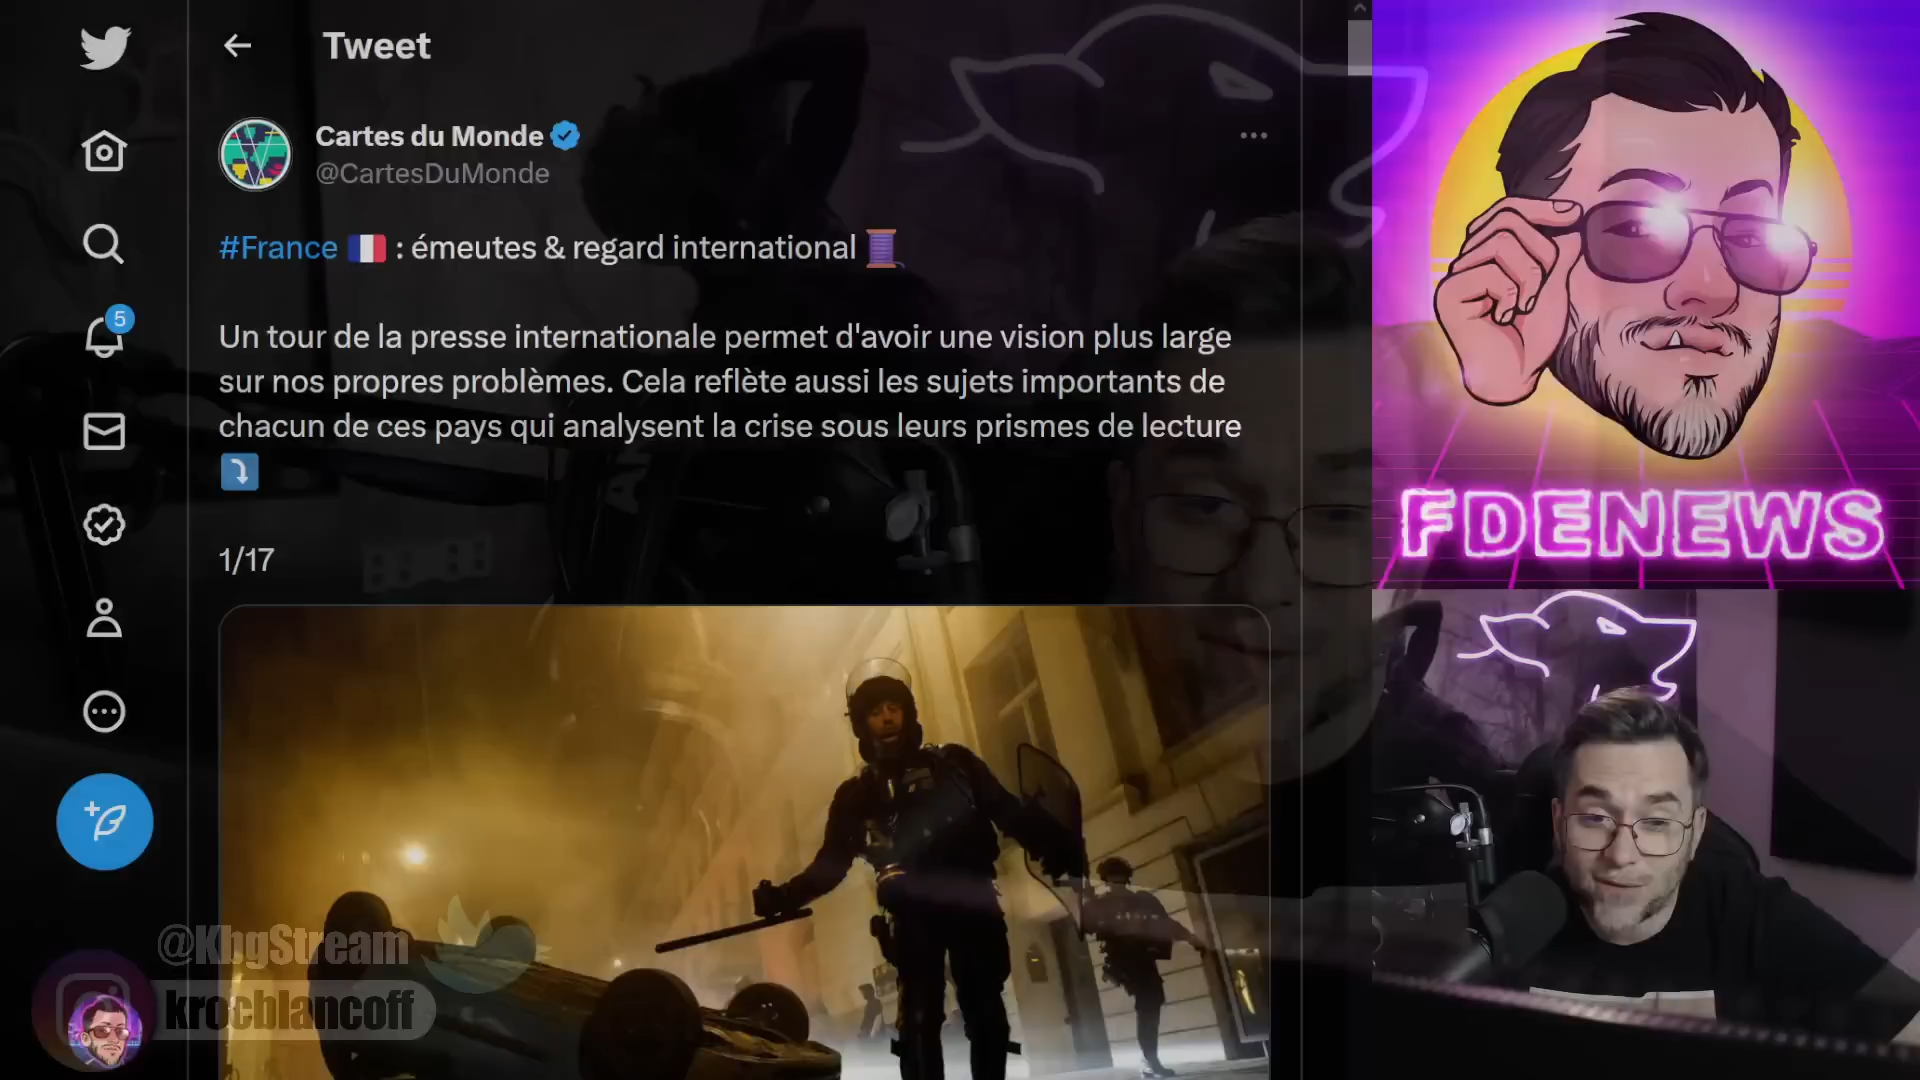 Tweet
Cartes du Monde
@CartesDuMonde
#France 🇫🇷 : émeutes & regard international 🧵
Un tour de la presse internationale permet d'avoir une vision plus large
sur nos propres problèmes. Cela reflète aussi les sujets importants de
chacun de ces pays qui analysent la crise sous leurs prismes de lecture
⤵️
1/17
5
@KbgStream
krocblancoff
FDENEWS